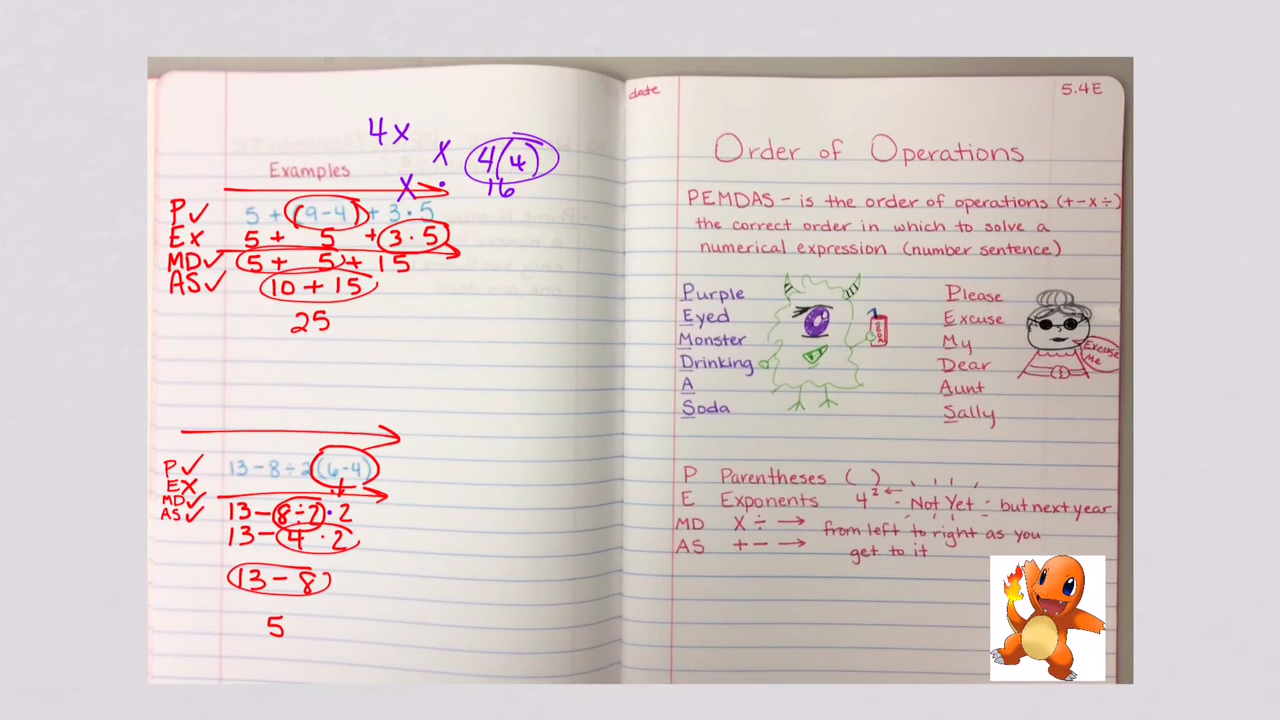 4x
x
4(4)
Examples
x ·
16
P✓ 5 + (9-4) + 3·5
Ex 5 + 5 + 3·5
MD✓ 5 + 5 + 15
AS✓ 10 + 15
25
P✓ 13-8÷2(6-4)
EX
MD✓ 13-8÷2·2
AS✓
13-4·2
13-8
5
date
5.4E
Order of Operations
PEMDAS - is the order of operations (+-x÷)
the correct order in which to solve a
numerical expression (number sentence)
Purple
Eyed
Monster
Drinking
A
Soda
SODA
Please
Excuse
My
Dear
Aunt
Sally
Excuse
Me
P Parentheses ( )
E Exponents 4² ← - Not Yet - but next year
MD X ÷ → from left to right as you
AS + - → get to it